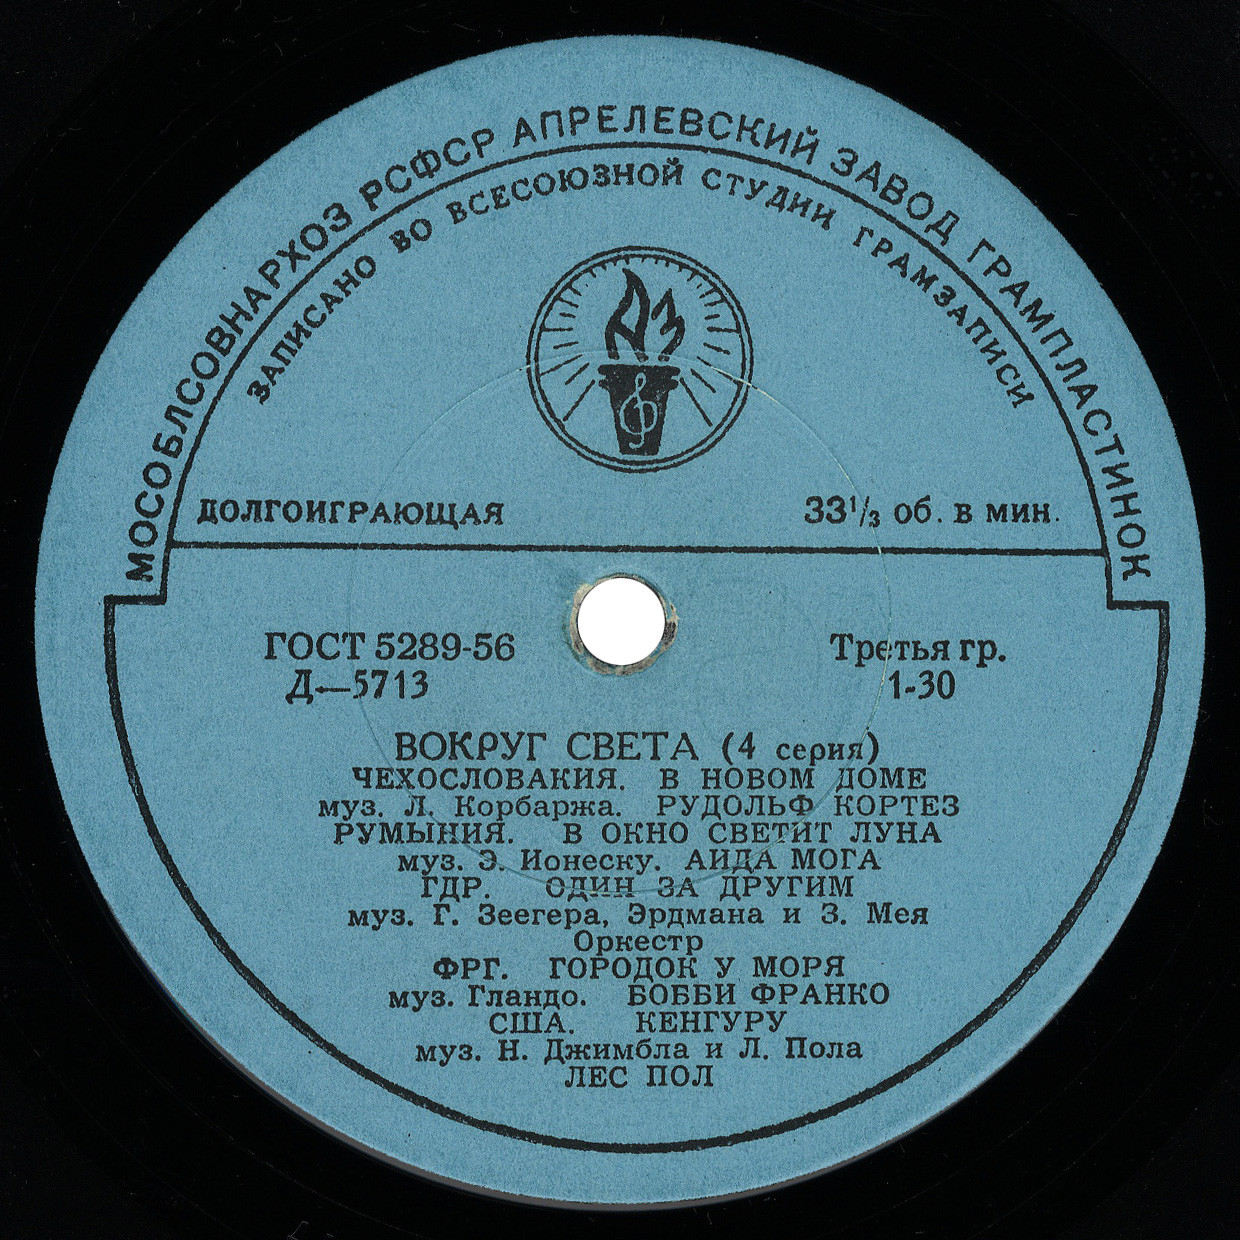 МОСОБЛСОВНАРХОЗ РСФСР АПРЕЛЕВСКИЙ ЗАВОД ГРАМПЛАСТИНОК
ЗАПИСАНО ВО ВСЕСОЮЗНОЙ СТУДИИ ГРАМЗАПИСИ
ДОЛГОИГРАЮЩАЯ 33 1/3 об. в мин.
ГОСТ 5289-56 Третья гр.
Д—5713 1-30
ВОКРУГ СВЕТА (4 серия)
ЧЕХОСЛОВАКИЯ. В НОВОМ ДОМЕ
муз. Л. Корбаржа. РУДОЛЬФ КОРТЕЗ
РУМЫНИЯ. В ОКНО СВЕТИТ ЛУНА
муз. Э. Ионеску. АИДА МОГА
ГДР. ОДИН ЗА ДРУГИМ
муз. Г. Зеегера, Эрдмана и З. Мея
Оркестр
ФРГ. ГОРОДОК У МОРЯ
муз. Гландо. БОББИ ФРАНКО
США. КЕНГУРУ
муз. Н. Джимбла и Л. Пола
ЛЕС ПОЛ